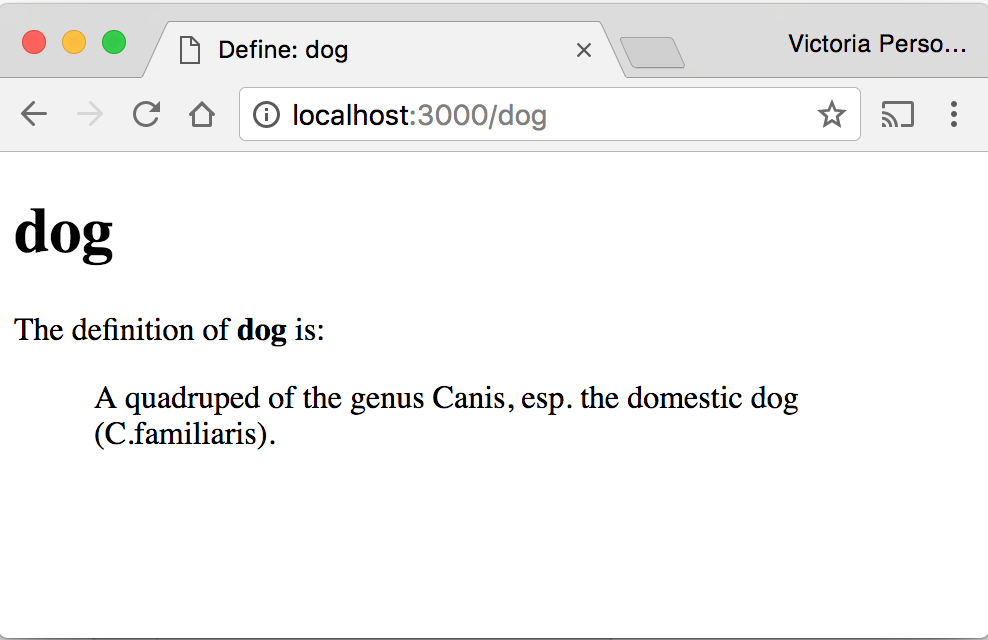 Define: dog
Victoria Perso...
localhost:3000/dog
dog
The definition of dog is:
A quadruped of the genus Canis, esp. the domestic dog
(C.familiaris).